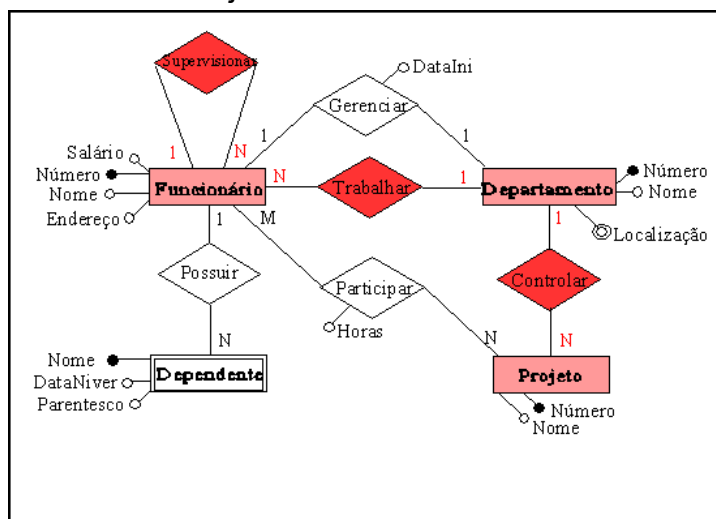 Supervisionar
DataIni
Gerenciar
1
1
Salário
1
N
Número
N
1
Número
Funcionário
Trabalhar
Departamento
Nome
Nome
Endereço
1
M
1
Localização
Possuir
Participar
Controlar
Horas
N
N
N
Nome
Dependente
Projeto
DataNiver
Parentesco
Número
Nome